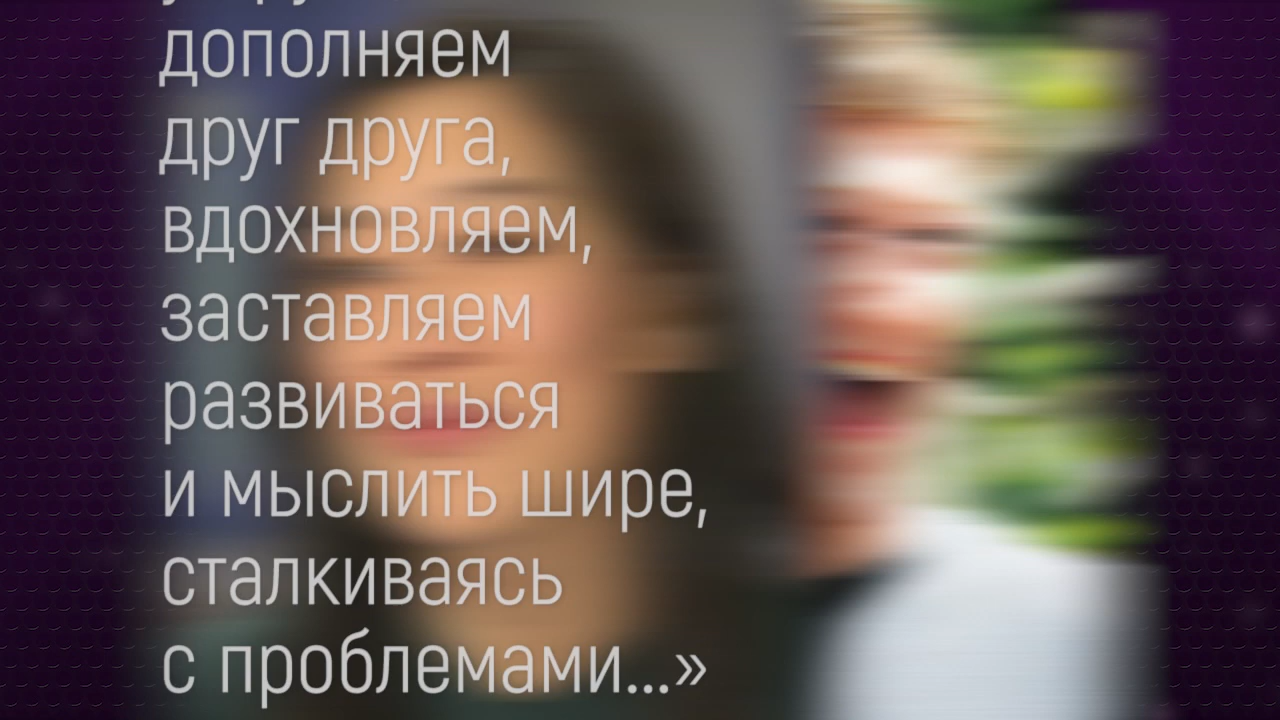 дополняем
друг друга,
вдохновляем,
заставляем
развиваться
и мыслить шире,
сталкиваясь
с проблемами...»